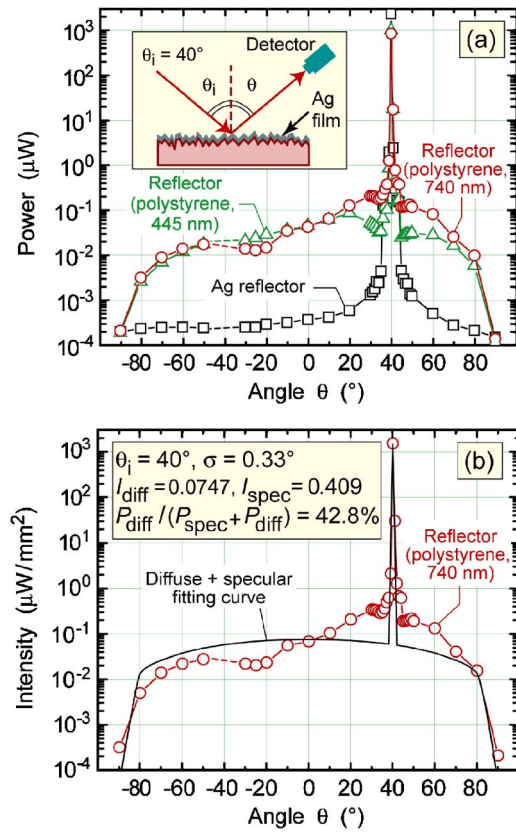 (a)
θi = 40°
Detector
θi
θ
Ag
film
Reflector
(polystyrene,
445 nm)
Reflector
(polystyrene,
740 nm)
Ag reflector
Power (μW)
10³
10²
10¹
10⁰
10⁻¹
10⁻²
10⁻³
10⁻⁴
-80 -60 -40 -20 0 20 40 60 80
Angle θ (°)
(b)
θi = 40°, σ = 0.33°
Idiff = 0.0747, Ispec = 0.409
Pdiff /(Pspec + Pdiff) = 42.8%
Reflector
(polystyrene,
740 nm)
Diffuse + specular
fitting curve
Intensity (μW/mm²)
10³
10²
10¹
10⁰
10⁻¹
10⁻²
10⁻³
10⁻⁴
-80 -60 -40 -20 0 20 40 60 80
Angle θ (°)